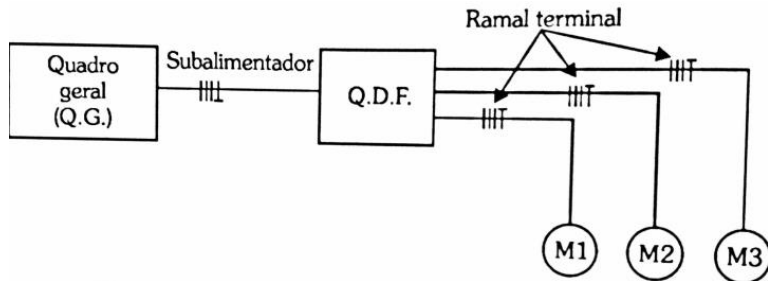 Ramal terminal
Quadro
geral
(Q.G.)
Subalimentador
Q.D.F.
M1
M2
M3